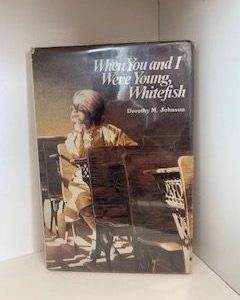 When You and I
Were Young,
Whitefish
Dorothy M. Johnson